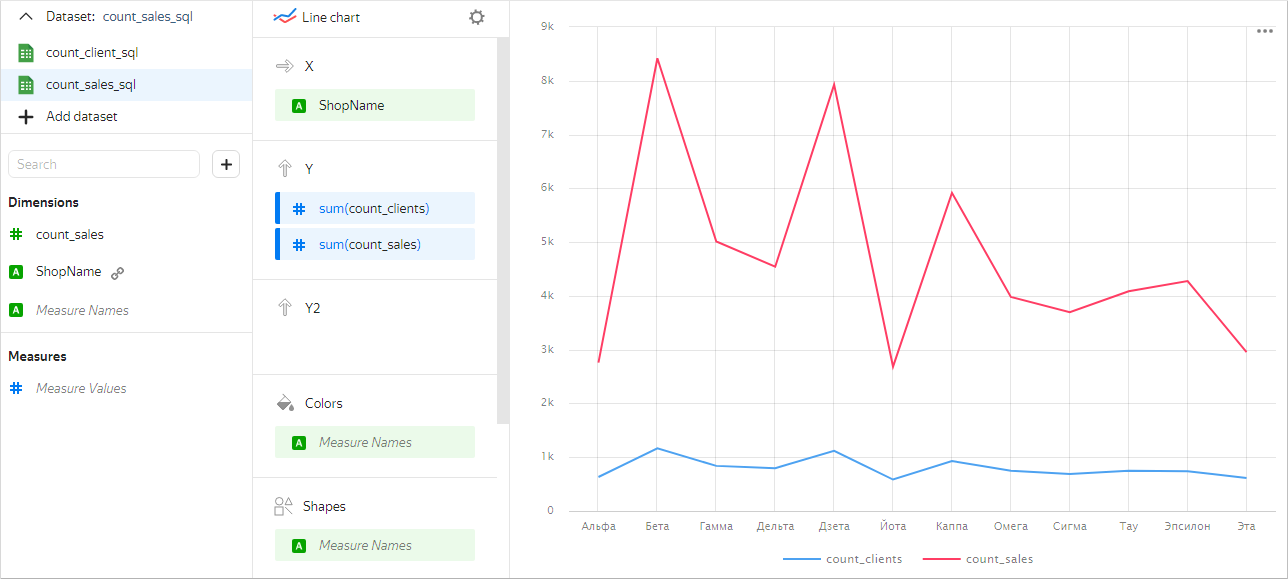 Dataset: count_sales_sql
count_client_sql
count_sales_sql
Add dataset
Search
Dimensions
count_sales
ShopName
Measure Names
Measures
Measure Values
Line chart
X
ShopName
Y
sum(count_clients)
sum(count_sales)
Y2
Colors
Measure Names
Shapes
Measure Names
9k
8k
7k
6k
5k
4k
3k
2k
1k
0
Альфа Бета Гамма Дельта Дзета Йота Каппа Омега Сигма Тау Эпсилон Эта
count_clients count_sales